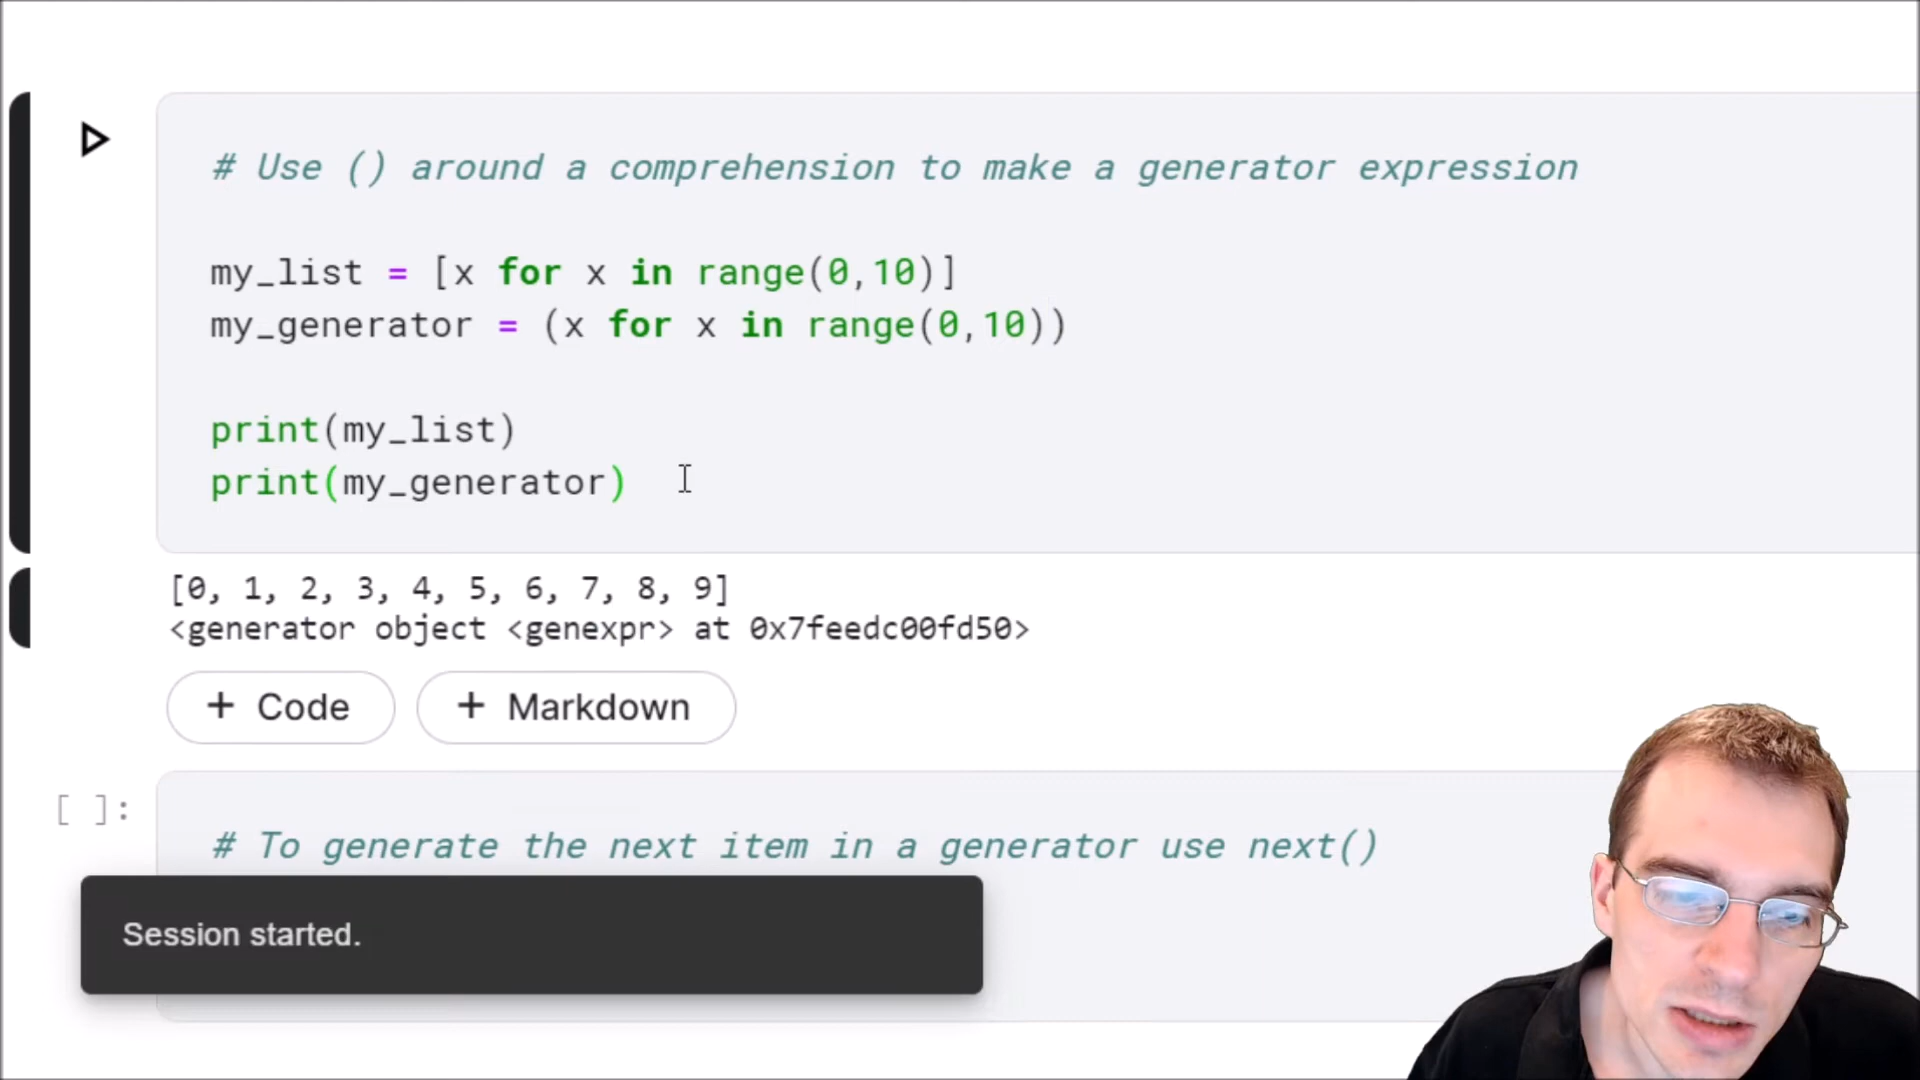 # Use () around a comprehension to make a generator expression
my_list = [x for x in range(0,10)]
my_generator = (x for x in range(0,10))
print(my_list)
print(my_generator)
[0, 1, 2, 3, 4, 5, 6, 7, 8, 9]
<generator object <genexpr> at 0x7feedc00fd50>
+ Code + Markdown
[ ]:
# To generate the next item in a generator use next()
Session started.